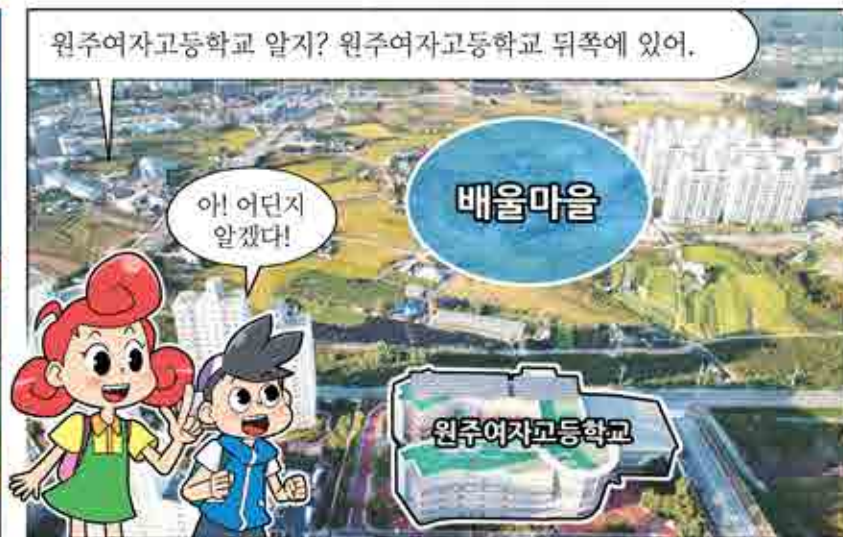 원주여자고등학교 알지? 원주여자고등학교 뒤쪽에 있어.
아! 어딘지
알겠다!
배울마을
원주여자고등학교